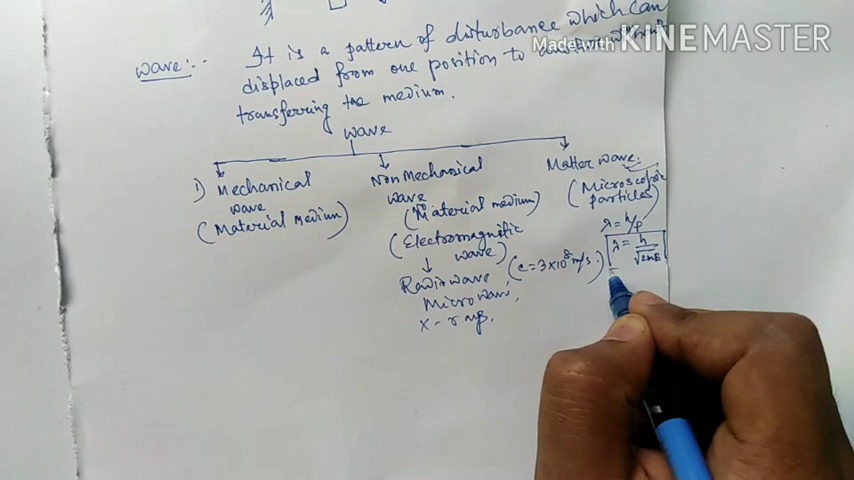 Made with KINEMASTER
Wave:-. It is a pattern of disturbance which can
displaced from one position to
transferring the medium.
Wave
1) Mechanical
wave
(Material Medium)
Non Mechanical
wave
(No Material medium)
(Electromagnetic
wave)
(c = 3×10⁸ m/s)
Radio wave
Micro wave,
X-rays.
Matter wave:
(Microscopic
particles)
λ = h/p
λ = h/√2mE